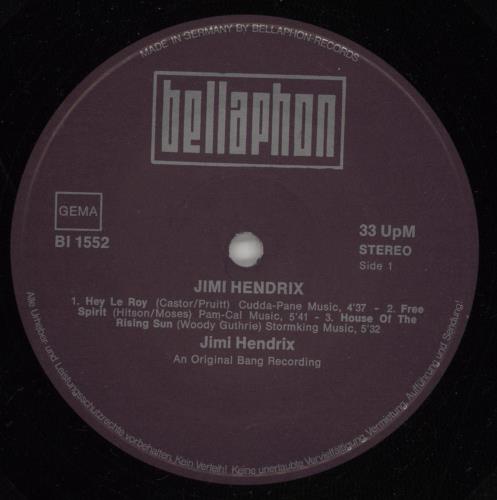 MADE IN GERMANY BY BELLAPHON-RECORDS
bellaphon
GEMA
BI 1552
33 UpM
STEREO
Side 1
JIMI HENDRIX
1. Hey Le Roy (Castor/Pruitt) Cudda-Pane Music, 4'37 - 2. Free
Spirit (Hitson/Moses) Pam-Cal Music, 5'41 - 3. House Of The
Rising Sun (Woody Guthrie) Stormking Music, 5'32
Jimi Hendrix
An Original Bang Recording
Alle Urheber- und Leistungsschutzrechte vorbehalten. Kein Verleih! Keine unerlaubte Vervielfältigung, Vermietung, Aufführung und Sendung!